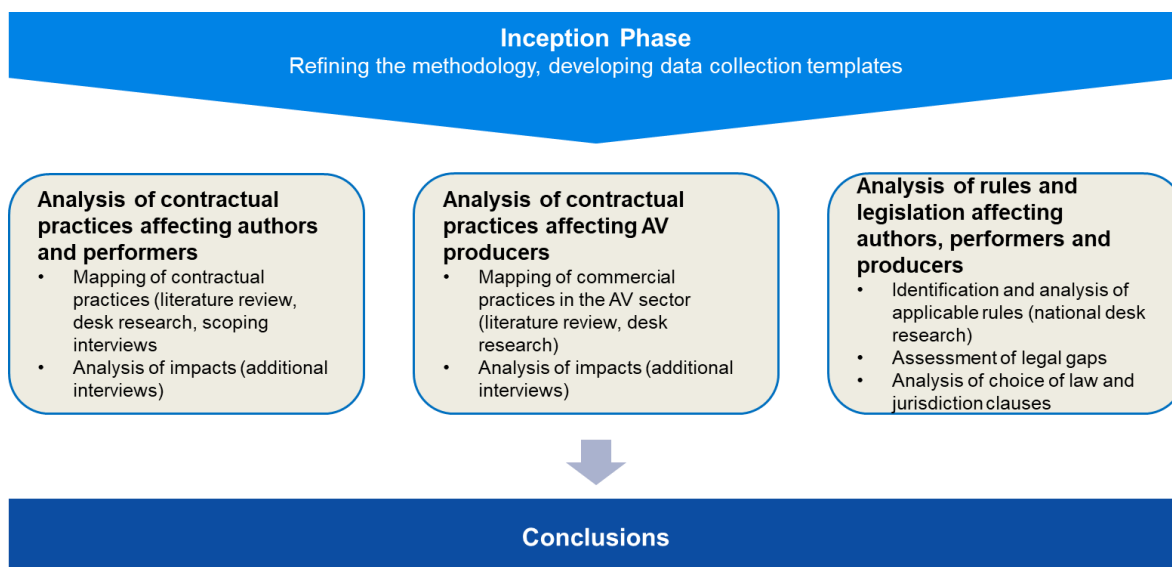 Inception Phase
Refining the methodology, developing data collection templates
Analysis of contractual
practices affecting authors
and performers
• Mapping of contractual
practices (literature review,
desk research, scoping
interviews
• Analysis of impacts (additional
interviews)
Analysis of contractual
practices affecting AV
producers
• Mapping of commercial
practices in the AV sector
(literature review, desk
research)
• Analysis of impacts (additional
interviews)
Analysis of rules and
legislation affecting
authors, performers and
producers
• Identification and analysis of
applicable rules (national desk
research)
• Assessment of legal gaps
• Analysis of choice of law and
jurisdiction clauses
Conclusions